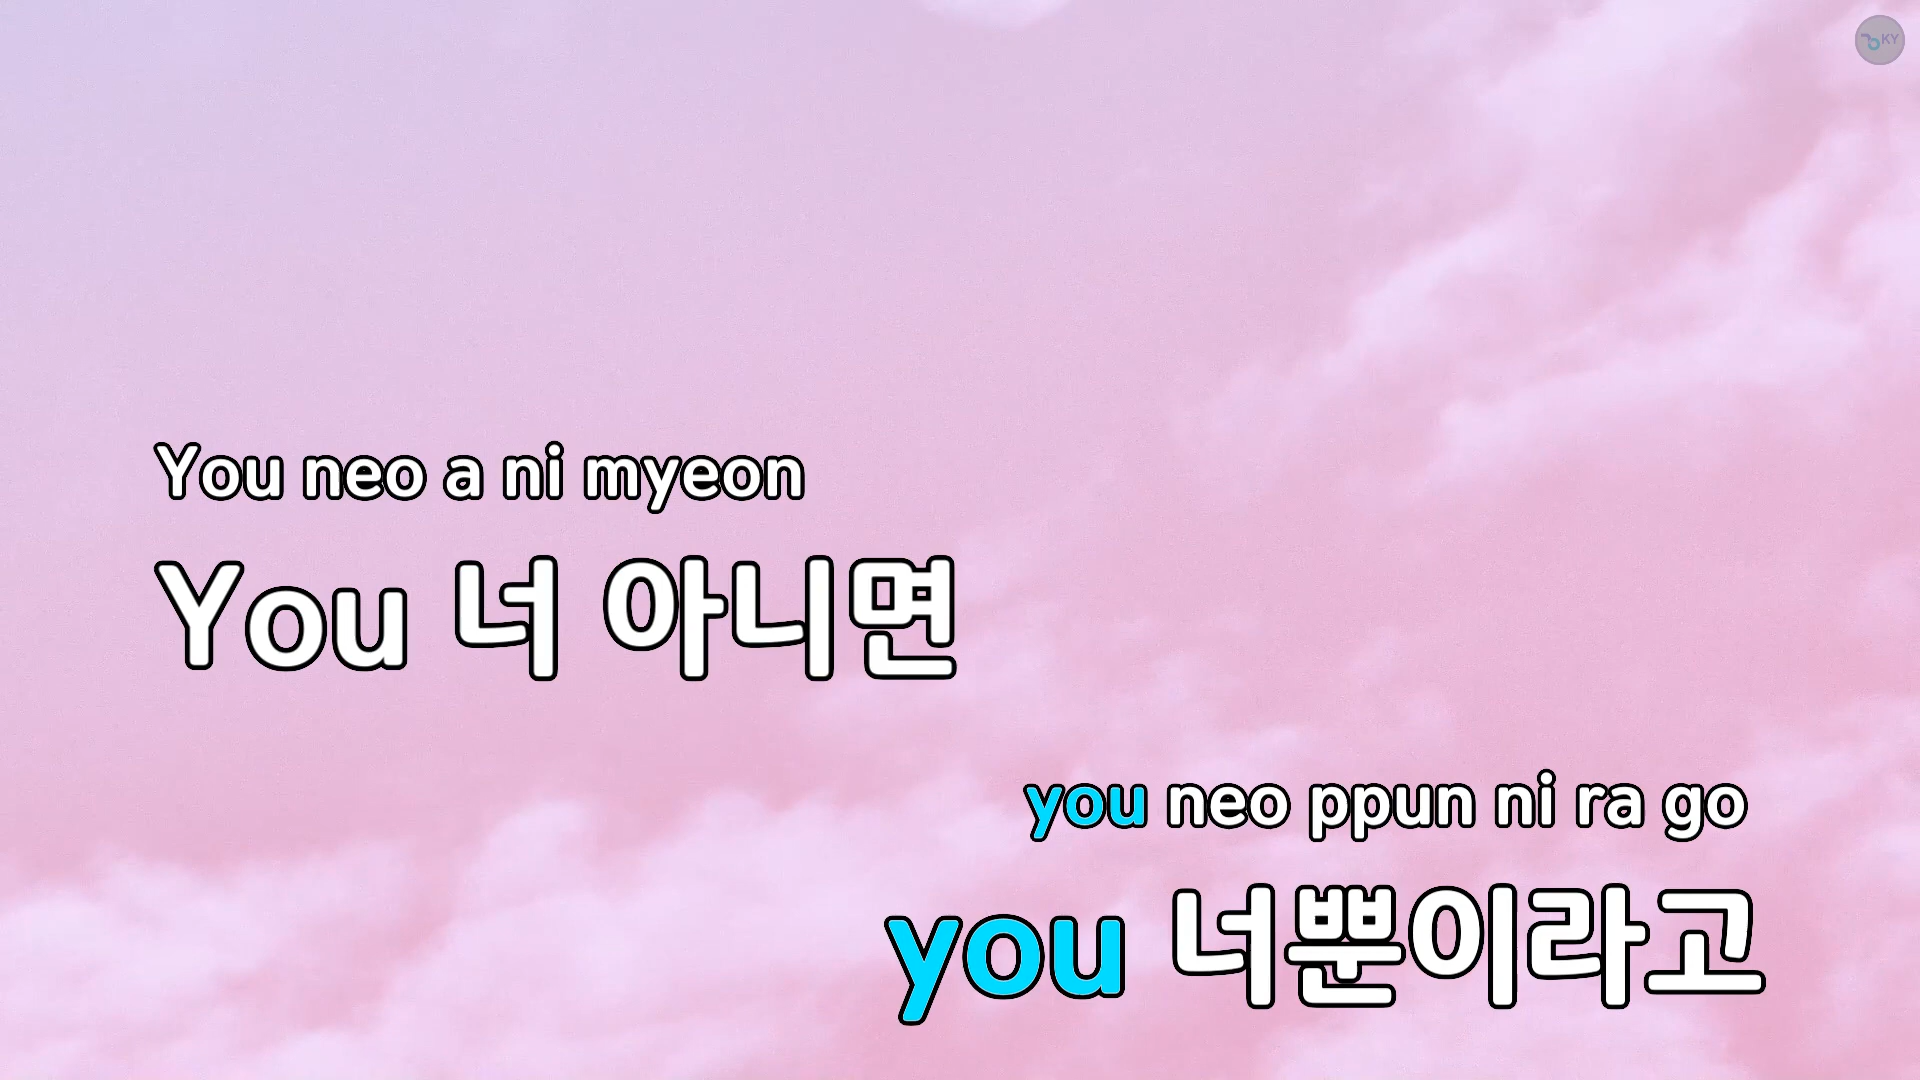 KY
You neo a ni myeon
You 너 아니면
you neo ppun ni ra go
you 너뿐이라고